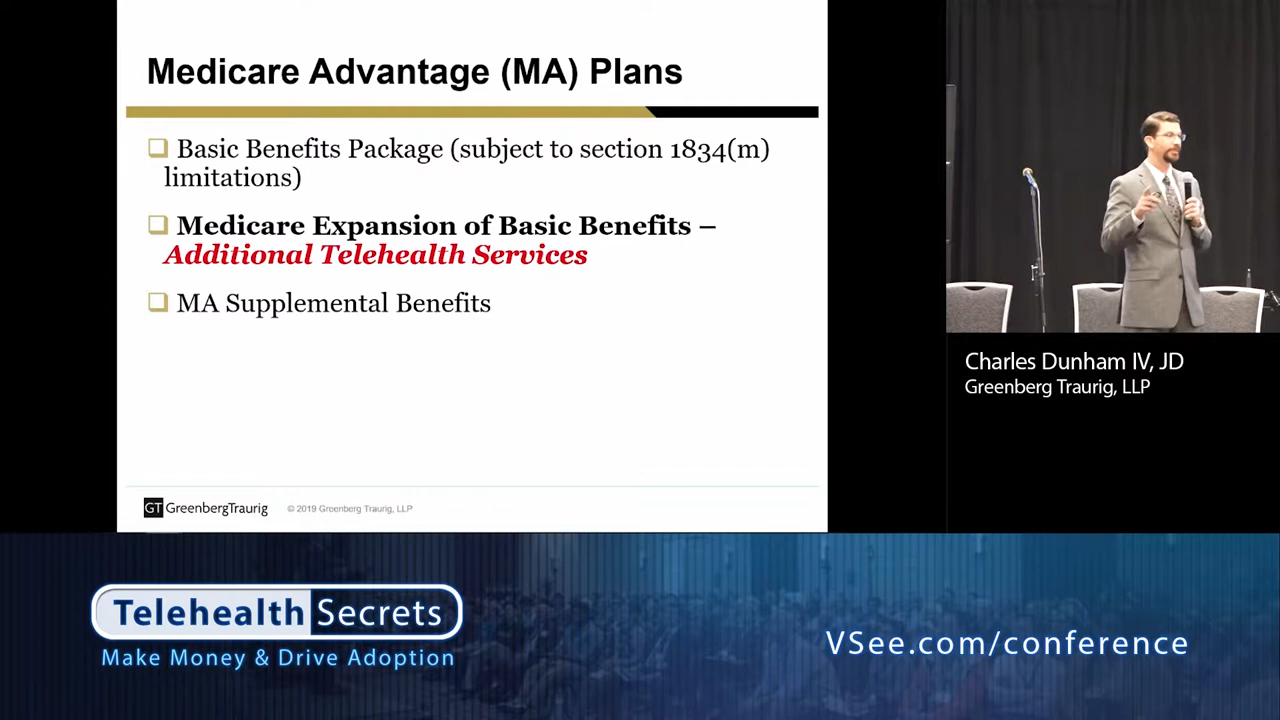 Medicare Advantage (MA) Plans
Basic Benefits Package (subject to section 1834(m)
limitations)
Medicare Expansion of Basic Benefits –
Additional Telehealth Services
MA Supplemental Benefits
GT GreenbergTraurig
© 2019 Greenberg Traurig, LLP
Charles Dunham IV, JD
Greenberg Traurig, LLP
Telehealth Secrets
Make Money & Drive Adoption
VSee.com/conference